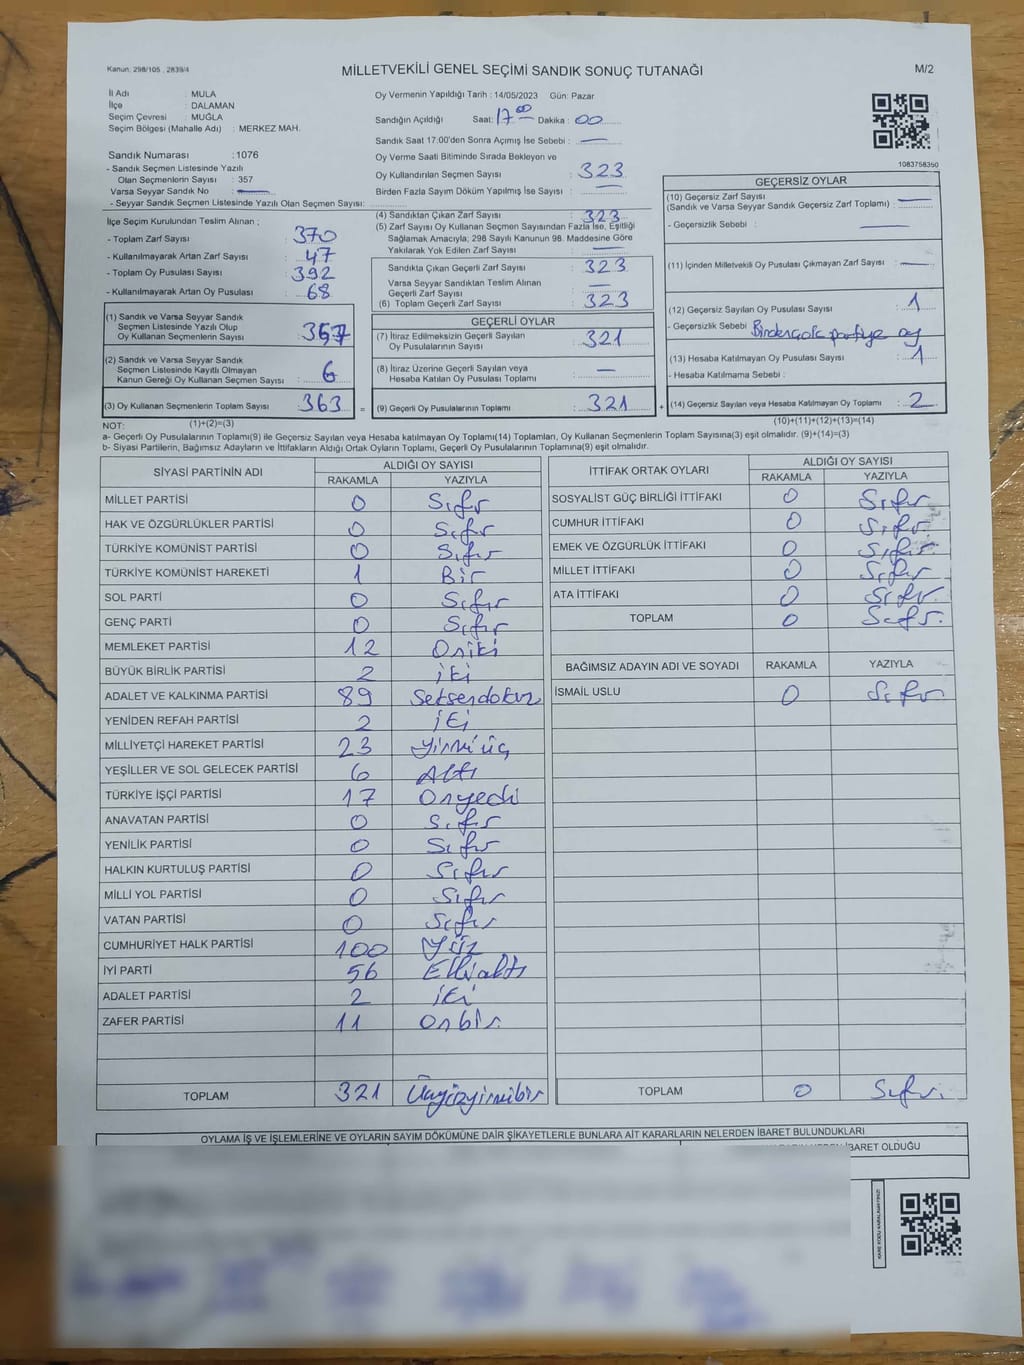 Kanun: 298/105 , 2839/4
MİLLETVEKİLİ GENEL SEÇİMİ SANDIK SONUÇ TUTANAĞI
M/2
İl Adı : MULA
İlçe : DALAMAN
Seçim Çevresi : MUĞLA
Seçim Bölgesi (Mahalle Adı) : MERKEZ MAH.
Sandık Numarası : 1076
- Sandık Seçmen Listesinde Yazılı
Olan Seçmenlerin Sayısı : 357
Varsa Seyyar Sandık No : —
- Seyyar Sandık Seçmen Listesinde Yazılı Olan Seçmen Sayısı:
Oy Vermenin Yapıldığı Tarih : 14/05/2023 Gün: Pazar
Sandığın Açıldığı Saat: 17 00 Dakika : 00
Sandık Saat 17:00'den Sonra Açımış İse Sebebi : —
Oy Verme Saati Bitiminde Sırada Bekleyen ve
Oy Kullandırılan Seçmen Sayısı : 323
Birden Fazla Sayım Döküm Yapılmış İse Sayısı : —
1083758350
İlçe Seçim Kurulundan Teslim Alınan ;
- Toplam Zarf Sayısı : 370
- Kullanılmayarak Artan Zarf Sayısı : 47
- Toplam Oy Pusulası Sayısı : 392
- Kullanılmayarak Artan Oy Pusulası : 68
(1) Sandık ve Varsa Seyyar Sandık
Seçmen Listesinde Yazılı Olup
Oy Kullanan Seçmenlerin Sayısı : 357
(2) Sandık ve Varsa Seyyar Sandık
Seçmen Listesinde Kayıtlı Olmayan
Kanun Gereği Oy Kullanan Seçmen Sayısı : 6
(3) Oy Kullanan Seçmenlerin Toplam Sayısı : 363
(1)+(2)=(3)
(4) Sandıktan Çıkan Zarf Sayısı : 323
(5) Zarf Sayısı Oy Kullanan Seçmen Sayısından Fazla İse, Eşitliği
Sağlamak Amacıyla; 298 Sayılı Kanunun 98. Maddesine Göre
Yakılarak Yok Edilen Zarf Sayısı : —
Sandıkta Çıkan Geçerli Zarf Sayısı : 323
Varsa Seyyar Sandıktan Teslim Alınan
Geçerli Zarf Sayısı : —
(6) Toplam Geçerli Zarf Sayısı : 323
GEÇERLİ OYLAR
(7) İtiraz Edilmeksizin Geçerli Sayılan
Oy Pusulalarının Sayısı : 321
(8) İtiraz Üzerine Geçerli Sayılan veya
Hesaba Katılan Oy Pusulası Toplamı : —
= (9) Geçerli Oy Pusulalarının Toplamı : 321
GEÇERSİZ OYLAR
(10) Geçersiz Zarf Sayısı
(Sandık ve Varsa Seyyar Sandık Geçersiz Zarf Toplamı) : —
- Geçersizlik Sebebi : —
(11) İçinden Milletvekili Oy Pusulası Çıkmayan Zarf Sayısı : —
(12) Geçersiz Sayılan Oy Pusulası Sayısı : 1
- Geçersizlik Sebebi partiye oy
(13) Hesaba Katılmayan Oy Pusulası Sayısı : 1
- Hesaba Katılmama Sebebi :
+ (14) Geçersiz Sayılan veya Hesaba Katılmayan Oy Toplamı : 2
(10)+(11)+(12)+(13)=(14)
NOT:
a- Geçerli Oy Pusulalarının Toplamı(9) ile Geçersiz Sayılan veya Hesaba katılmayan Oy Toplamı(14) Toplamları, Oy Kullanan Seçmenlerin Toplam Sayısına(3) eşit olmalıdır. (9)+(14)=(3)
b- Siyasi Partilerin, Bağımsız Adayların ve İttifakların Aldığı Ortak Oyların Toplamı, Geçerli Oy Pusulalarının Toplamına(9) eşit olmalıdır.
SİYASİ PARTİNİN ADI ALDIĞI OY SAYISI
RAKAMLA YAZIYLA
MİLLET PARTİSİ 0 Sıfır
HAK VE ÖZGÜRLÜKLER PARTİSİ 0 Sıfır
TÜRKİYE KOMÜNİST PARTİSİ 0 Sıfır
TÜRKİYE KOMÜNİST HAREKETİ 1 Bir
SOL PARTİ 0 Sıfır
GENÇ PARTİ 0 Sıfır
MEMLEKET PARTİSİ 12 Oniki
BÜYÜK BİRLİK PARTİSİ 2 iki
ADALET VE KALKINMA PARTİSİ 89 Seksendokuz
YENİDEN REFAH PARTİSİ 2 iki
MİLLİYETÇİ HAREKET PARTİSİ 23 Yirmiüç
YEŞİLLER VE SOL GELECEK PARTİSİ 6 Altı
TÜRKİYE İŞÇİ PARTİSİ 17 Onyedi
ANAVATAN PARTİSİ 0 Sıfır
YENİLİK PARTİSİ 0 Sıfır
HALKIN KURTULUŞ PARTİSİ 0 Sıfır
MİLLİ YOL PARTİSİ 0 Sıfır
VATAN PARTİSİ 0 Sıfır
CUMHURİYET HALK PARTİSİ 100 Yüz
İYİ PARTİ 56 Ellialtı
ADALET PARTİSİ 2 iki
ZAFER PARTİSİ 11 Onbir
TOPLAM 321 Üçyüzyirmibir
İTTİFAK ORTAK OYLARI ALDIĞI OY SAYISI
RAKAMLA YAZIYLA
SOSYALİST GÜÇ BİRLİĞİ İTTİFAKI 0 Sıfır
CUMHUR İTTİFAKI 0 Sıfır
EMEK VE ÖZGÜRLÜK İTTİFAKI 0 Sıfır
MİLLET İTTİFAKI 0 Sıfır
ATA İTTİFAKI 0 Sıfır
TOPLAM 0 Sıfır
BAĞIMSIZ ADAYIN ADI VE SOYADI RAKAMLA YAZIYLA
İSMAİL USLU 0 Sıfır
TOPLAM 0 Sıfır
OYLAMA İŞ VE İŞLEMLERİNE VE OYLARIN SAYIM DÖKÜMÜNE DAİR ŞİKAYETLERLE BUNLARA AİT KARARLARIN NELERDEN İBARET BULUNDUKLARI
İBARET OLDUĞU
KARE KODU KARALAMAYINIZ!